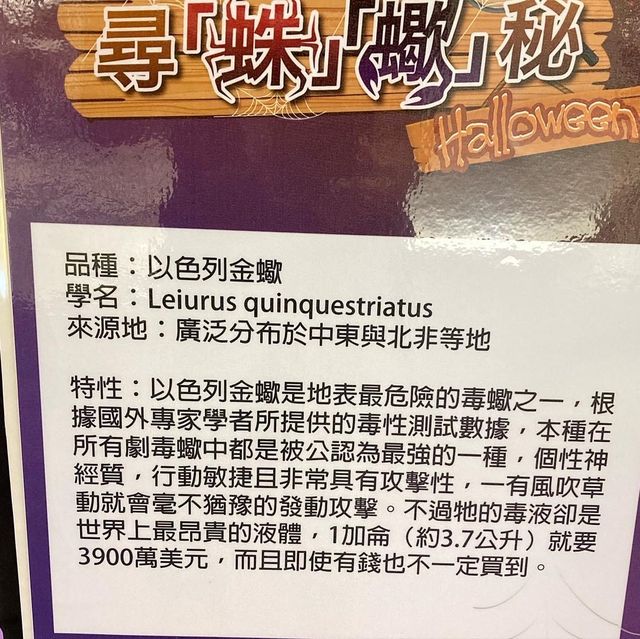 尋「蛛」「蠍」秘
Halloween
品種：以色列金蠍
學名：Leiurus quinquestriatus
來源地：廣泛分布於中東與北非等地
特性：以色列金蠍是地表最危險的毒蠍之一，根
據國外專家學者所提供的毒性測試數據，本種在
所有劇毒蠍中都是被公認為最強的一種，個性神
經質，行動敏捷且非常具有攻擊性，一有風吹草
動就會毫不猶豫的發動攻擊。不過牠的毒液卻是
世界上最昂貴的液體，1加侖（約3.7公升）就要
3900萬美元，而且即使有錢也不一定買到。